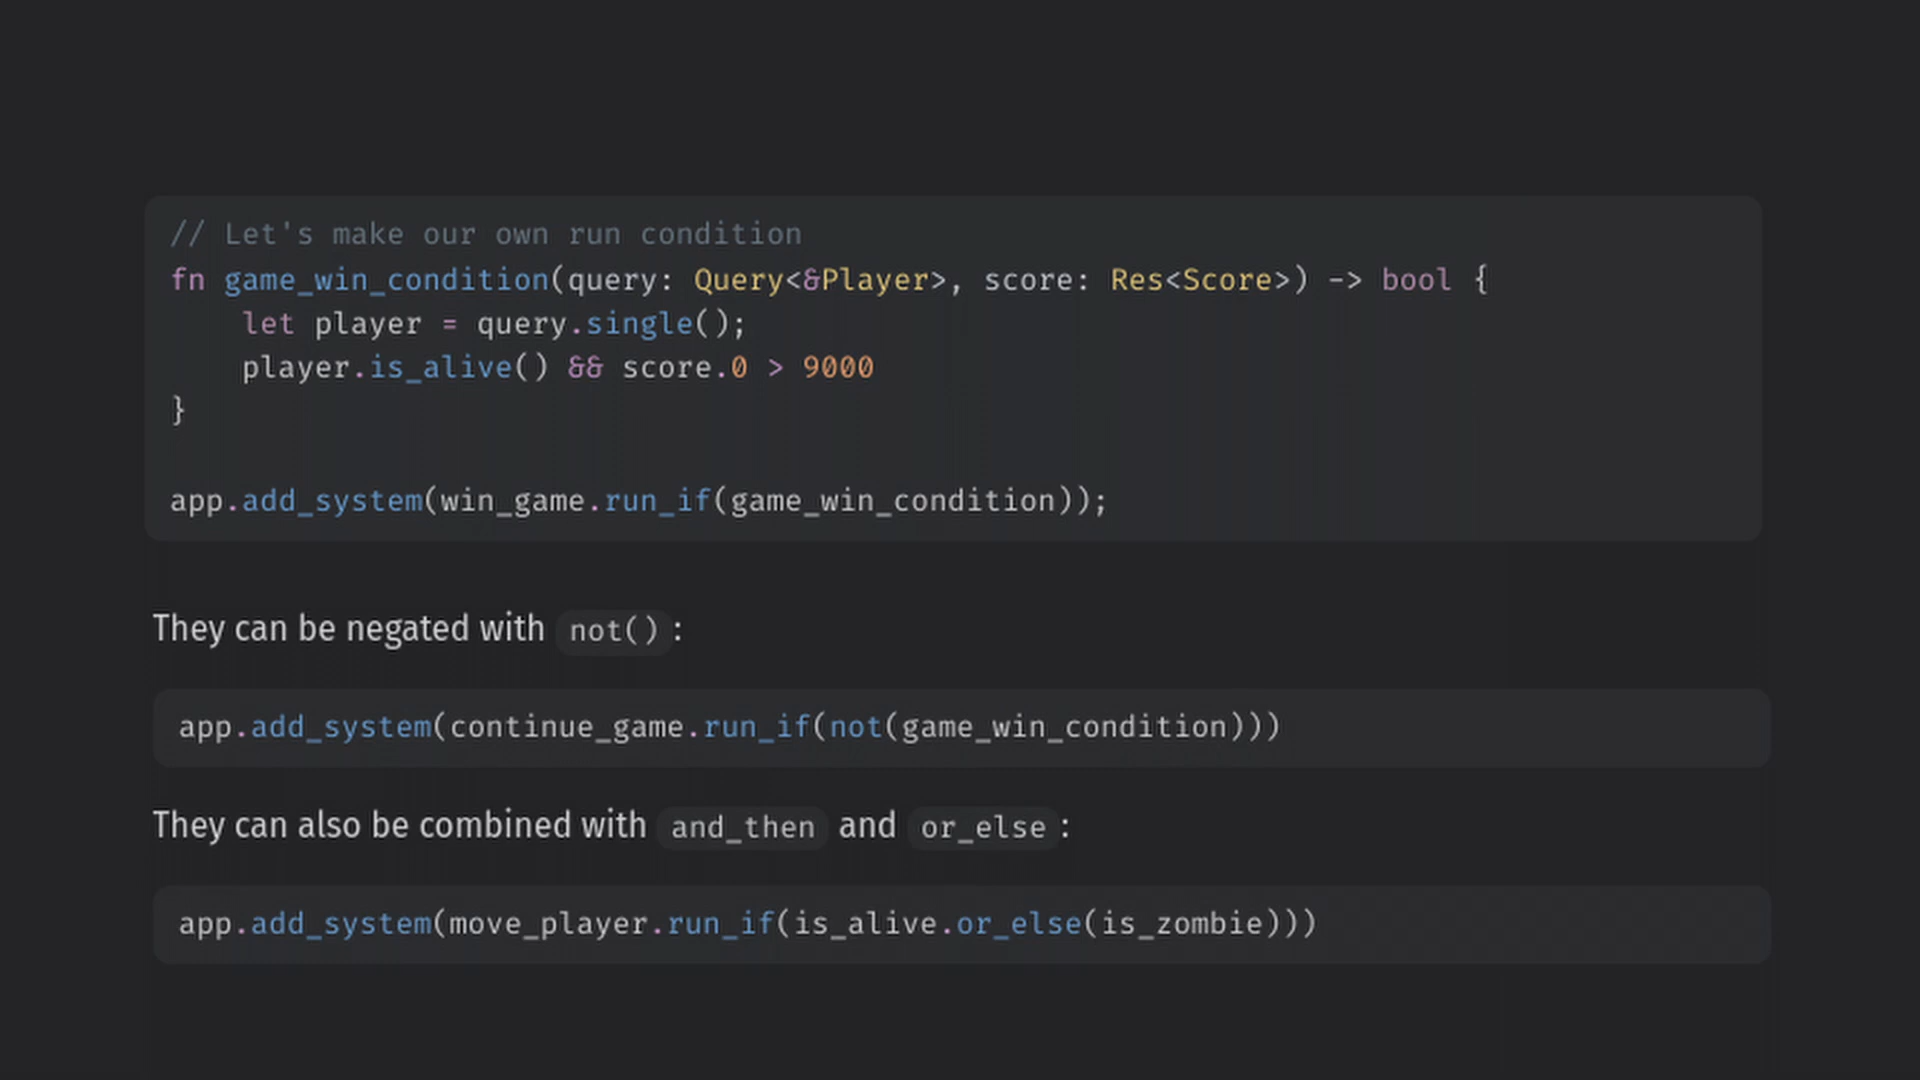 // Let's make our own run condition
fn game_win_condition(query: Query<&Player>, score: Res<Score>) -> bool {
    let player = query.single();
    player.is_alive() && score.0 > 9000
}
app.add_system(win_game.run_if(game_win_condition));
They can be negated with not():
app.add_system(continue_game.run_if(not(game_win_condition)))
They can also be combined with and_then and or_else:
app.add_system(move_player.run_if(is_alive.or_else(is_zombie)))